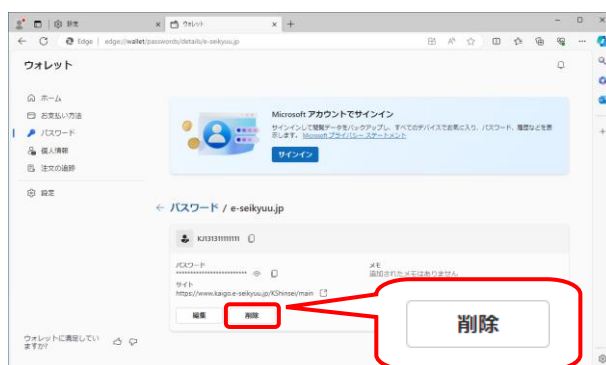 設定
ウォレット
Edge | edge://wallet/passwords/details/e-seikyuu.jp
ウォレット
ホーム
お支払い方法
パスワード
個人情報
注文の追跡
設定
Microsoft アカウントでサインイン
サインインして閲覧データをバックアップし、すべてのデバイスでお気に入り、パスワード、履歴などを表
示します。Microsoft プライバシー ステートメント
サインイン
← パスワード / e-seikyuu.jp
パスワード
メモ
追加されたメモはありません
サイト
https://www.kaigo.e-seikyuu.jp/KShinsei/main
編集
削除
削除
ウォレットに満足してい
ますか?